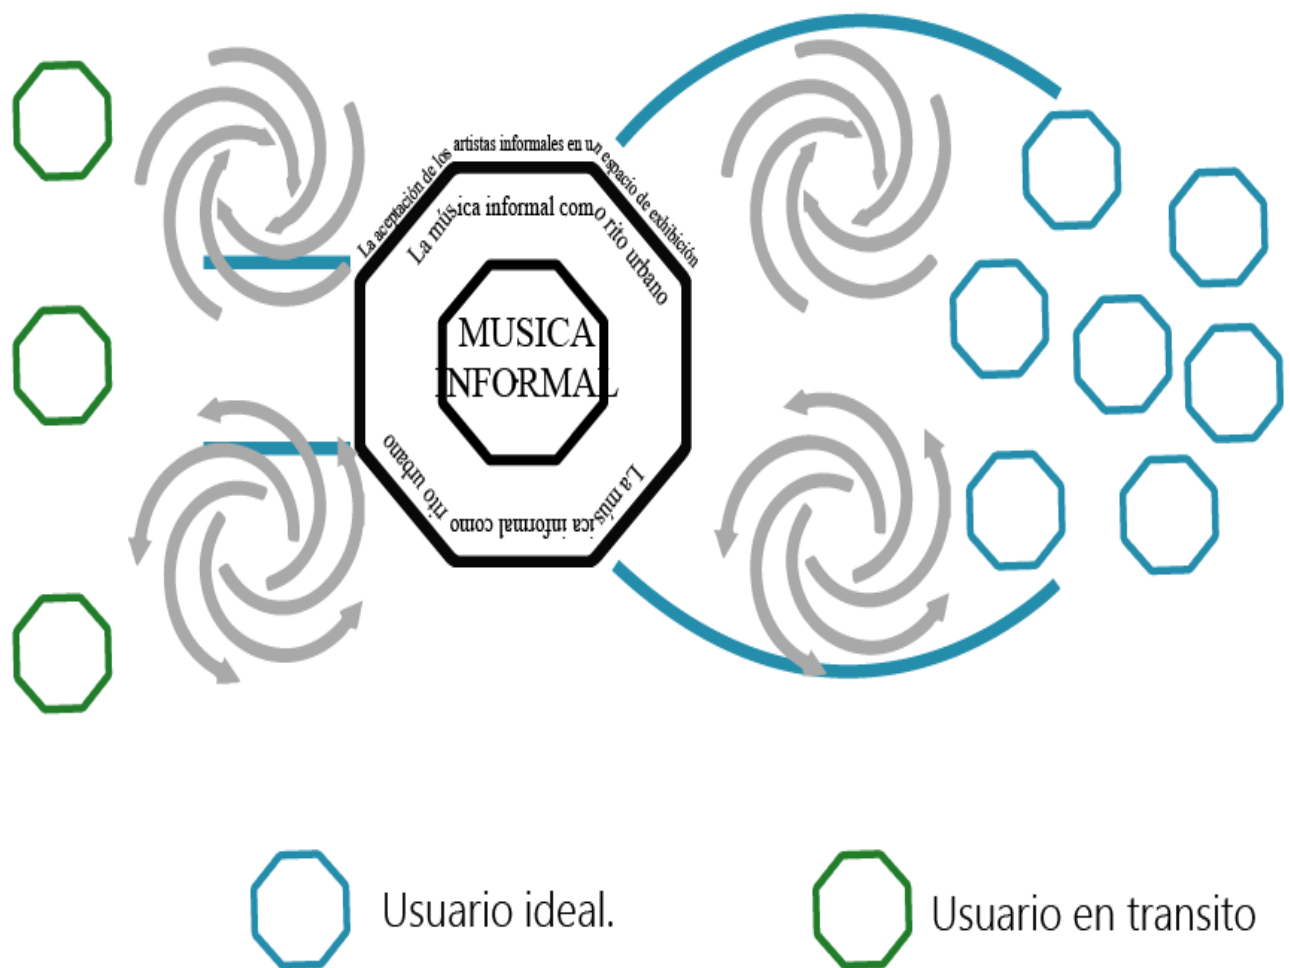 La aceptación de los artistas informales en un espacio de exhibición
La música informal como rito urbano
MUSICA
INFORMAL
La música informal como rito urbano
Usuario ideal.
Usuario en transito